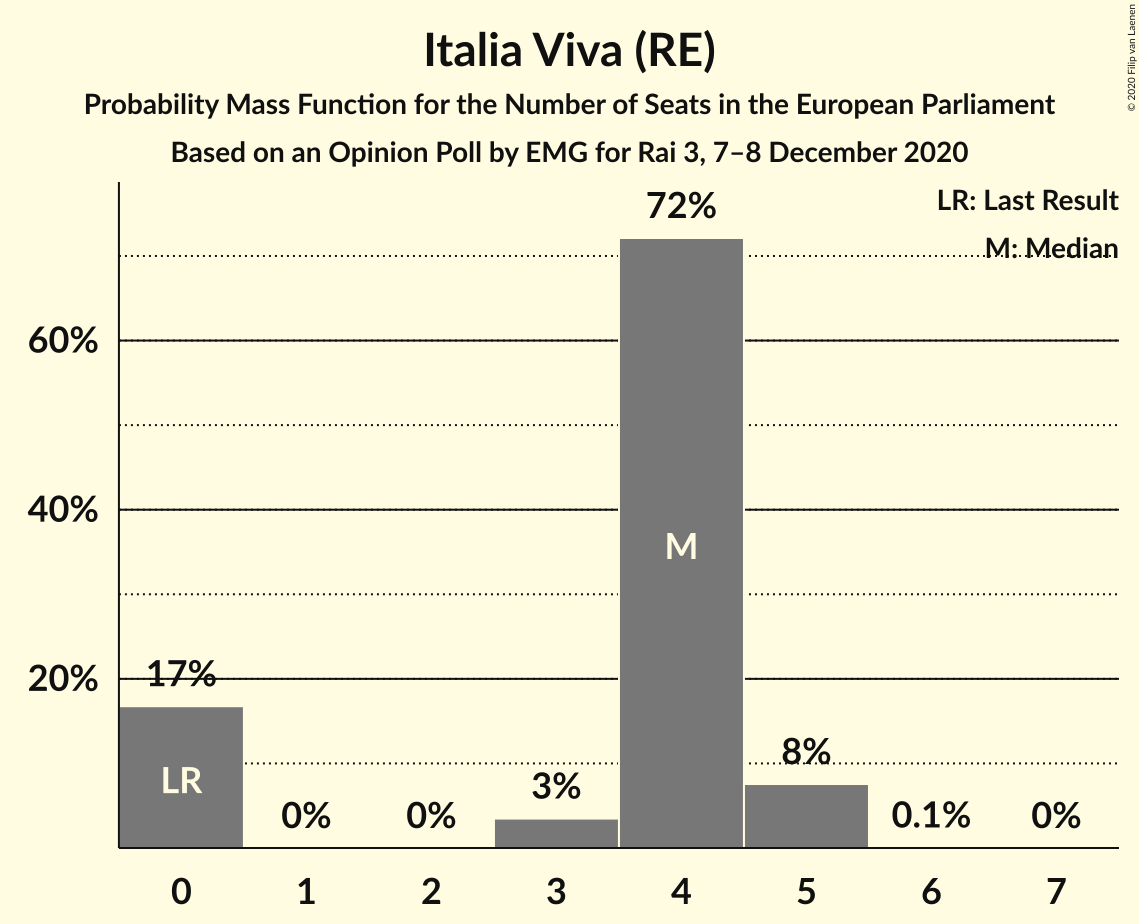 Italia Viva (RE)
Probability Mass Function for the Number of Seats in the European Parliament
Based on an Opinion Poll by EMG for Rai 3, 7–8 December 2020
© 2020 Filip van Laenen
LR: Last Result
M: Median
72%
60%
40%
20%
17%
0%
0%
3%
8%
0.1%
0%
LR
M
0 1 2 3 4 5 6 7